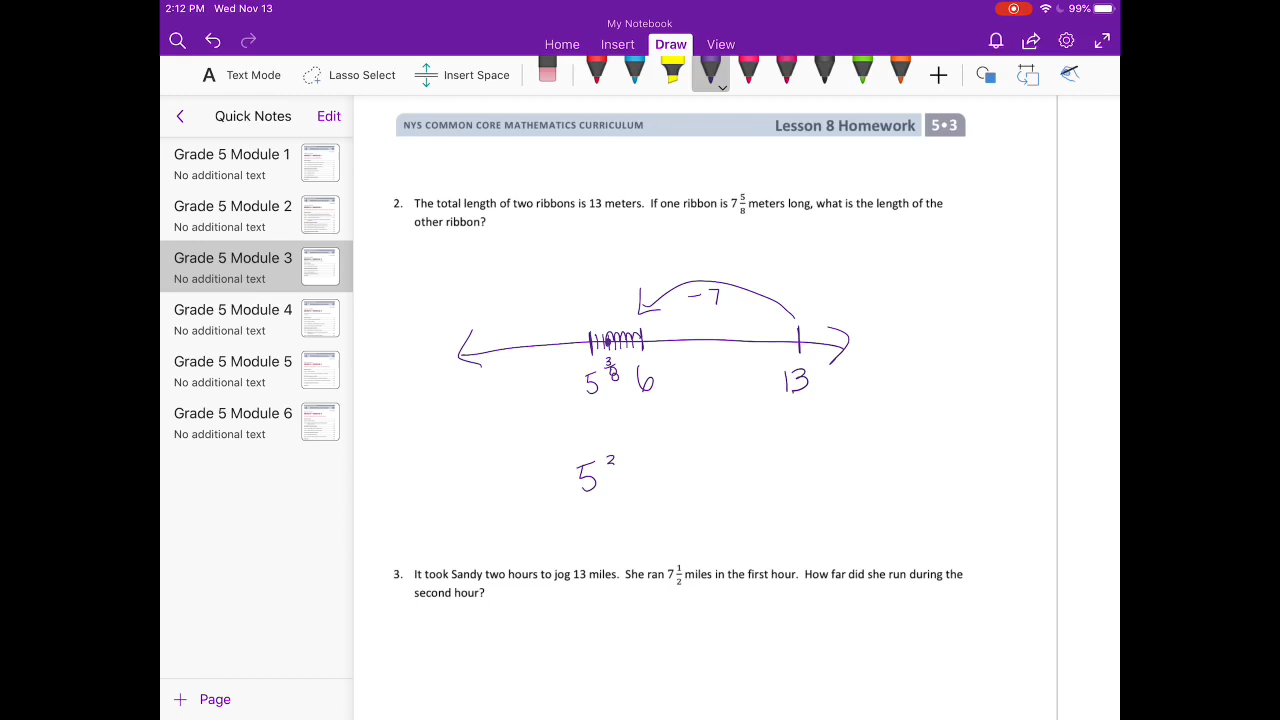 2:12 PM Wed Nov 13
99%
My Notebook
Home Insert Draw View
A Text Mode Lasso Select Insert Space
Quick Notes Edit
Grade 5 Module 1
No additional text
Grade 5 Module 2
No additional text
Grade 5 Module 3
No additional text
Grade 5 Module 4
No additional text
Grade 5 Module 5
No additional text
Grade 5 Module 6
No additional text
Page
NYS COMMON CORE MATHEMATICS CURRICULUM Lesson 8 Homework 5•3
2. The total length of two ribbons is 13 meters. If one ribbon is 7 5/8 meters long, what is the length of the
other ribbon?
- 7
5 3/8 6 13
5 2
3. It took Sandy two hours to jog 13 miles. She ran 7 1/2 miles in the first hour. How far did she run during the
second hour?